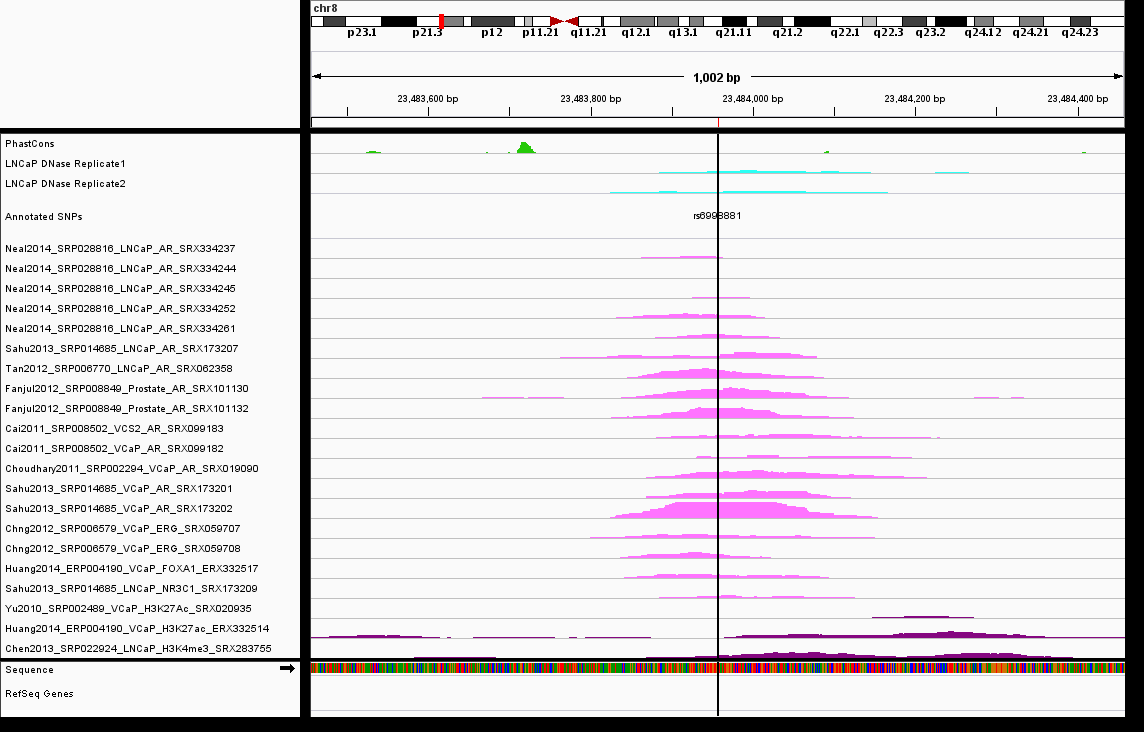 chr8
p23.1 p21.3 p12 p11.21 q11.21 q12.1 q13.1 q21.11 q21.2 q22.1 q22.3 q23.2 q24.12 q24.21 q24.23
1,002 bp
23,483,600 bp 23,483,800 bp 23,484,000 bp 23,484,200 bp 23,484,400 bp
PhastCons
LNCaP DNase Replicate1
LNCaP DNase Replicate2
Annotated SNPs rs6998881
Neal2014_SRP028816_LNCaP_AR_SRX334237
Neal2014_SRP028816_LNCaP_AR_SRX334244
Neal2014_SRP028816_LNCaP_AR_SRX334245
Neal2014_SRP028816_LNCaP_AR_SRX334252
Neal2014_SRP028816_LNCaP_AR_SRX334261
Sahu2013_SRP014685_LNCaP_AR_SRX173207
Tan2012_SRP006770_LNCaP_AR_SRX062358
Fanjul2012_SRP008849_Prostate_AR_SRX101130
Fanjul2012_SRP008849_Prostate_AR_SRX101132
Cai2011_SRP008502_VCS2_AR_SRX099183
Cai2011_SRP008502_VCaP_AR_SRX099182
Choudhary2011_SRP002294_VCaP_AR_SRX019090
Sahu2013_SRP014685_VCaP_AR_SRX173201
Sahu2013_SRP014685_VCaP_AR_SRX173202
Chng2012_SRP006579_VCaP_ERG_SRX059707
Chng2012_SRP006579_VCaP_ERG_SRX059708
Huang2014_ERP004190_VCaP_FOXA1_ERX332517
Sahu2013_SRP014685_LNCaP_NR3C1_SRX173209
Yu2010_SRP002489_VCaP_H3K27Ac_SRX020935
Huang2014_ERP004190_VCaP_H3K27ac_ERX332514
Chen2013_SRP022924_LNCaP_H3K4me3_SRX283755
Sequence
RefSeq Genes